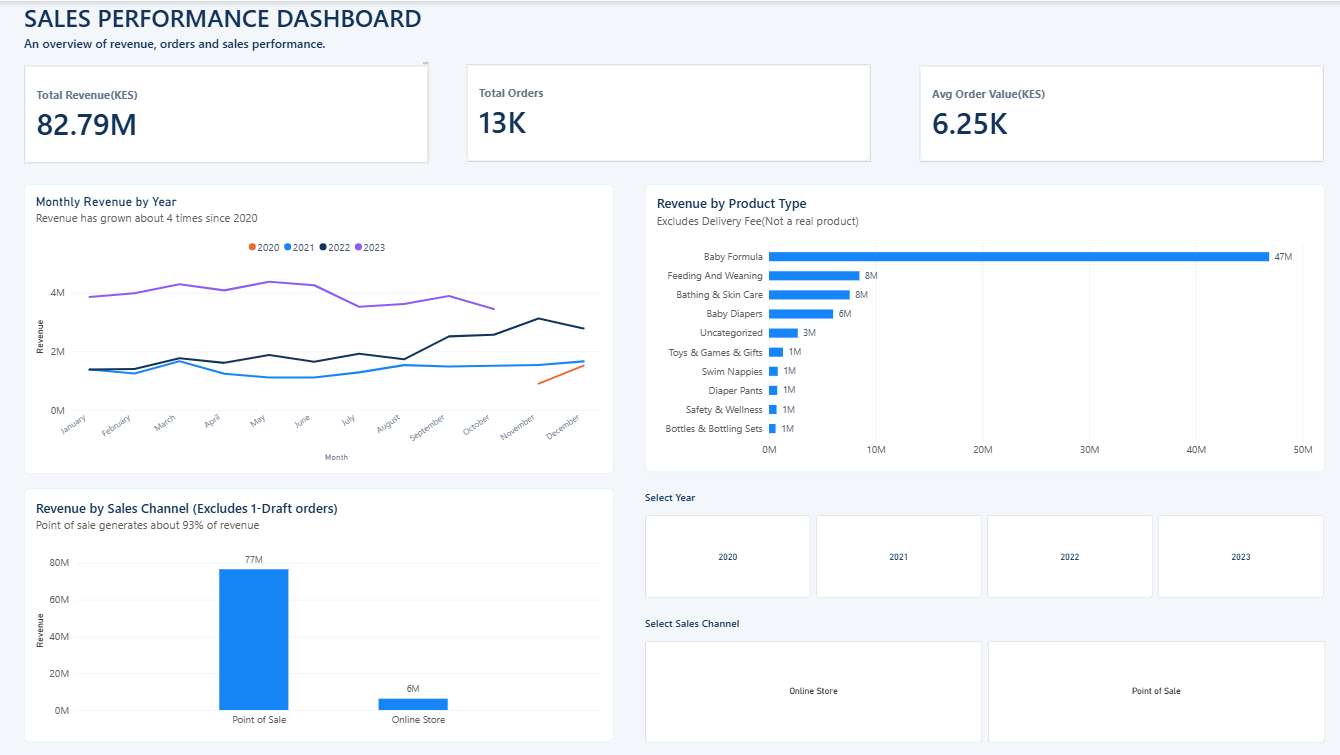 SALES PERFORMANCE DASHBOARD
An overview of revenue, orders and sales performance.
Total Revenue(KES)
82.79M
Total Orders
13K
Avg Order Value(KES)
6.25K
Monthly Revenue by Year
Revenue has grown about 4 times since 2020
2020 2021 2022 2023
4M
2M
0M
Revenue
January February March April May June July August September October November December
Month
Revenue by Product Type
Excludes Delivery Fee(Not a real product)
Baby Formula 47M
Feeding And Weaning 8M
Bathing & Skin Care 8M
Baby Diapers 6M
Uncategorized 3M
Toys & Games & Gifts 1M
Swim Nappies 1M
Diaper Pants 1M
Safety & Wellness 1M
Bottles & Bottling Sets 1M
0M 10M 20M 30M 40M 50M
Revenue by Sales Channel (Excludes 1-Draft orders)
Point of sale generates about 93% of revenue
80M
60M
40M
20M
0M
Revenue
77M
6M
Point of Sale Online Store
Select Year
2020 2021 2022 2023
Select Sales Channel
Online Store Point of Sale